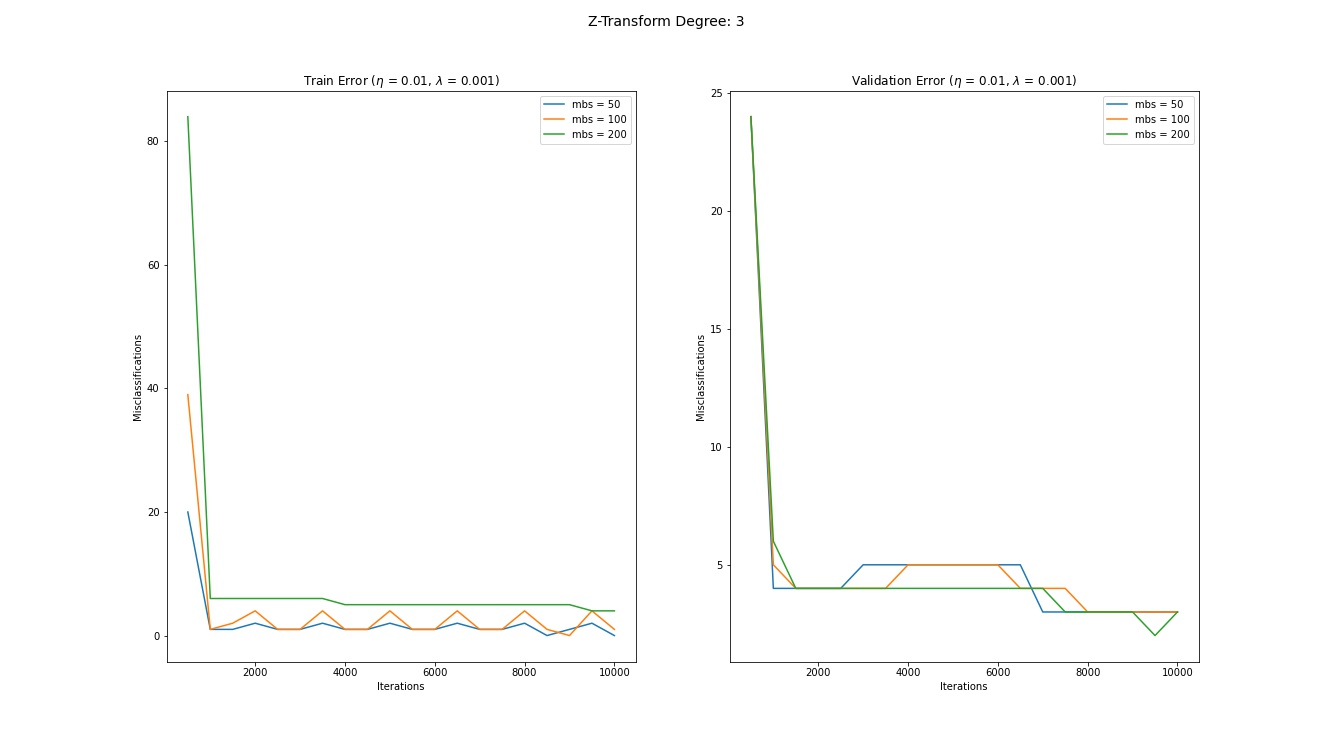 Z-Transform Degree: 3
Train Error (η = 0.01, λ = 0.001)
mbs = 50
mbs = 100
mbs = 200
80
60
40
20
0
Misclassifications
2000 4000 6000 8000 10000
Iterations
Validation Error (η = 0.01, λ = 0.001)
mbs = 50
mbs = 100
mbs = 200
25
20
15
10
5
Misclassifications
2000 4000 6000 8000 10000
Iterations